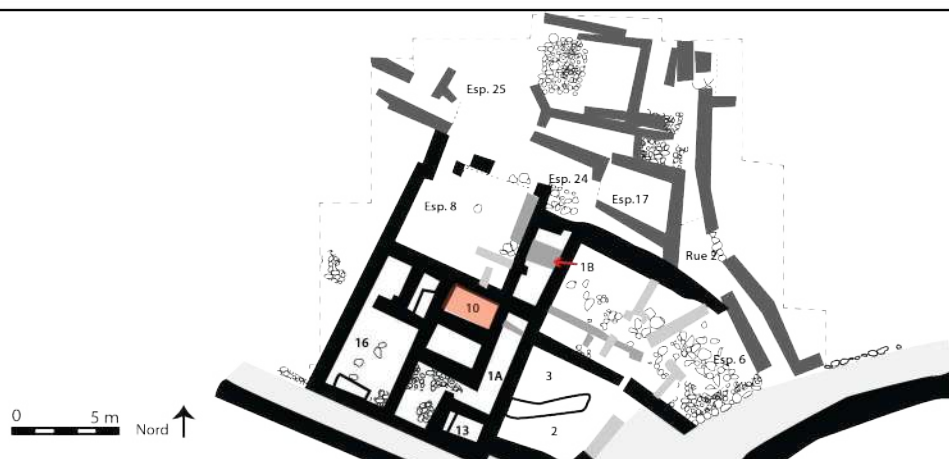 Esp. 25
Esp. 24
Esp. 8
Esp.17
1B
Rue 2
10
16
1A
3
Esp. 6
13
2
0 5 m
Nord